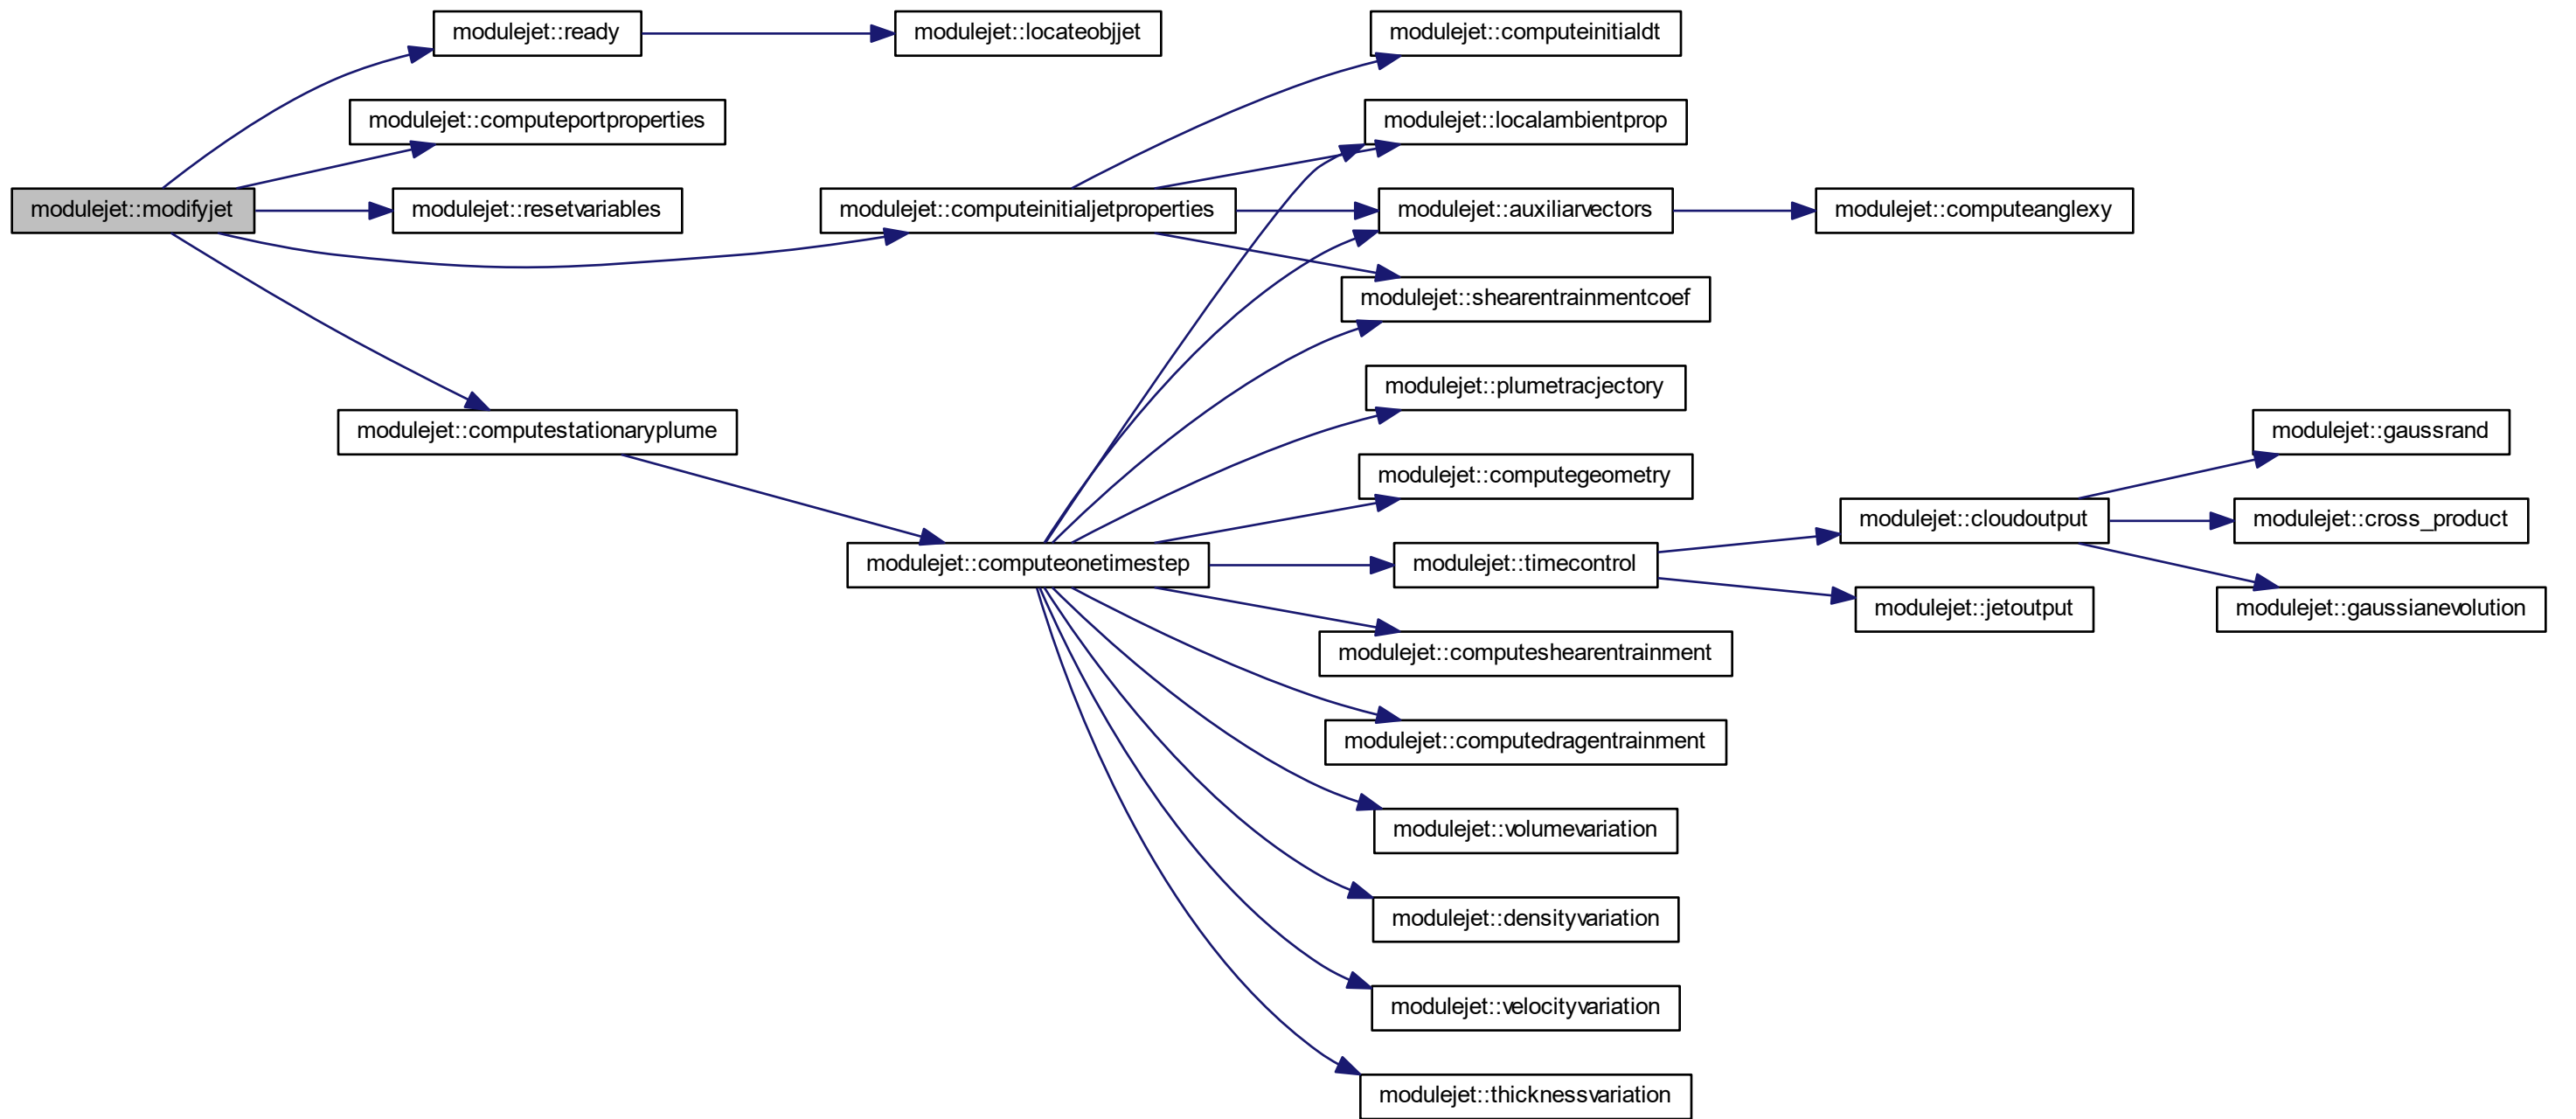 modulejet::ready
modulejet::locateobjjet
modulejet::computeinitialdt
modulejet::computeportproperties
modulejet::localambientprop
modulejet::modifyjet
modulejet::resetvariables
modulejet::computeinitialjetproperties
modulejet::auxiliarvectors
modulejet::computeanglexy
modulejet::shearentrainmentcoef
modulejet::plumetracjectory
modulejet::computestationaryplume
modulejet::gaussrand
modulejet::computegeometry
modulejet::cloudoutput
modulejet::cross_product
modulejet::computeonetimestep
modulejet::timecontrol
modulejet::jetoutput
modulejet::gaussianevolution
modulejet::computeshearentrainment
modulejet::computedragentrainment
modulejet::volumevariation
modulejet::densityvariation
modulejet::velocityvariation
modulejet::thicknessvariation